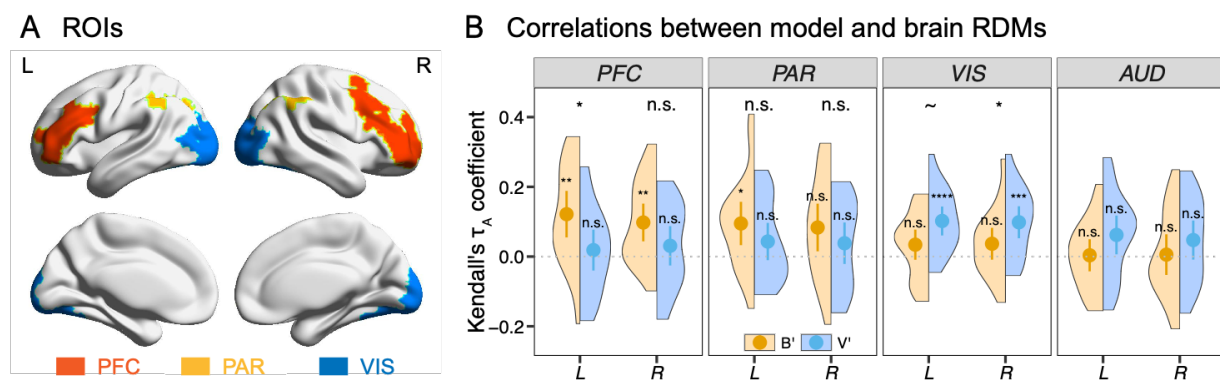 A ROIs
L R
PFC PAR VIS
B Correlations between model and brain RDMs
PFC PAR VIS AUD
* n.s. n.s. n.s. ~ *
** n.s. ** n.s. * n.s. n.s. n.s. n.s. **** n.s. *** n.s. n.s. n.s. n.s.
Kendall's τA coefficient
0.4
0.2
0.0
−0.2
B' V'
L R L R L R L R